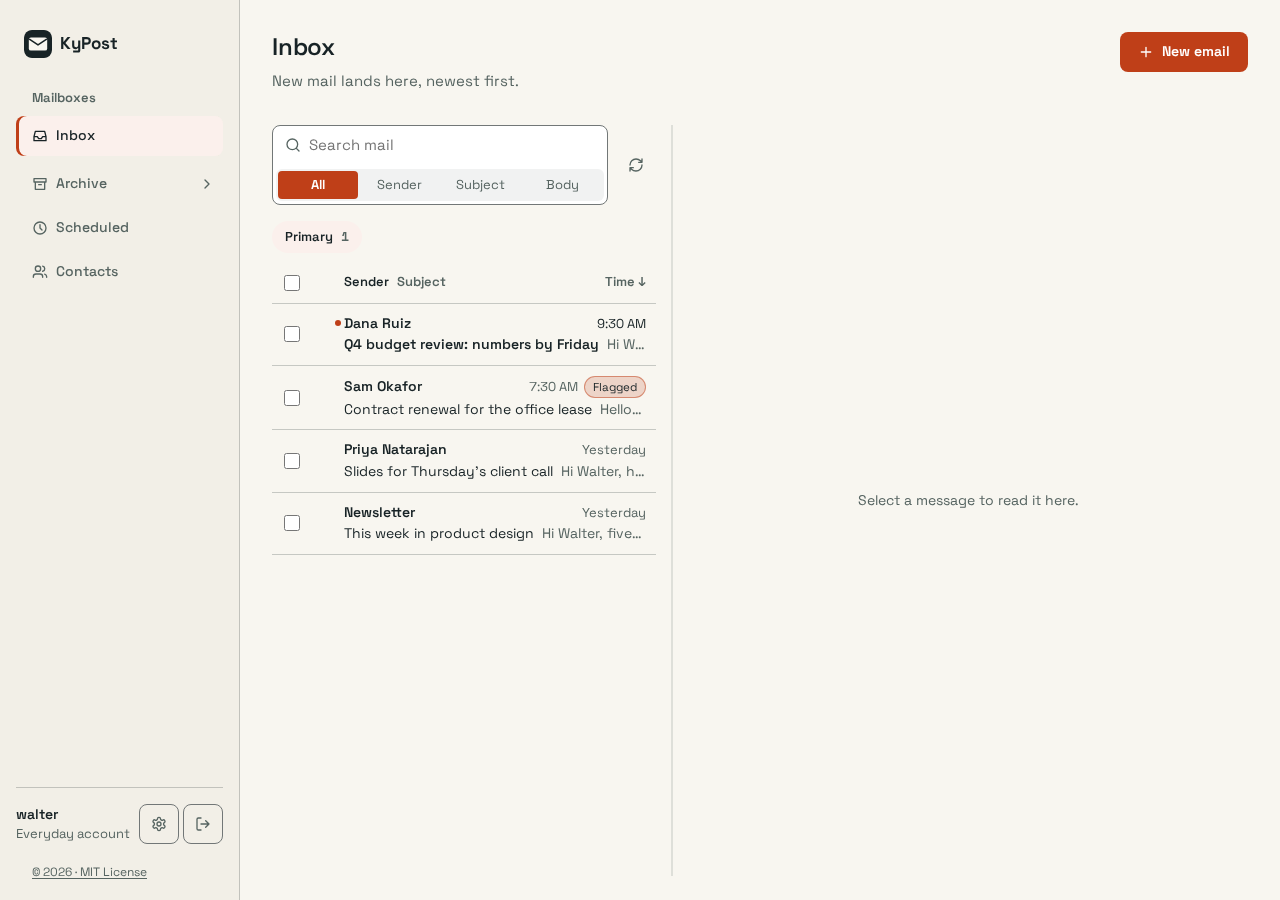 KyPost
Mailboxes
Inbox
Archive
Scheduled
Contacts
walter
Everyday account
© 2026 · MIT License
Inbox
New mail lands here, newest first.
New email
Search mail
All Sender Subject Body
Primary 1
Sender Subject Time ↓
Dana Ruiz 9:30 AM
Q4 budget review: numbers by Friday Hi W…
Sam Okafor 7:30 AM Flagged
Contract renewal for the office lease Hello…
Priya Natarajan Yesterday
Slides for Thursday's client call Hi Walter, h…
Newsletter Yesterday
This week in product design Hi Walter, five…
Select a message to read it here.